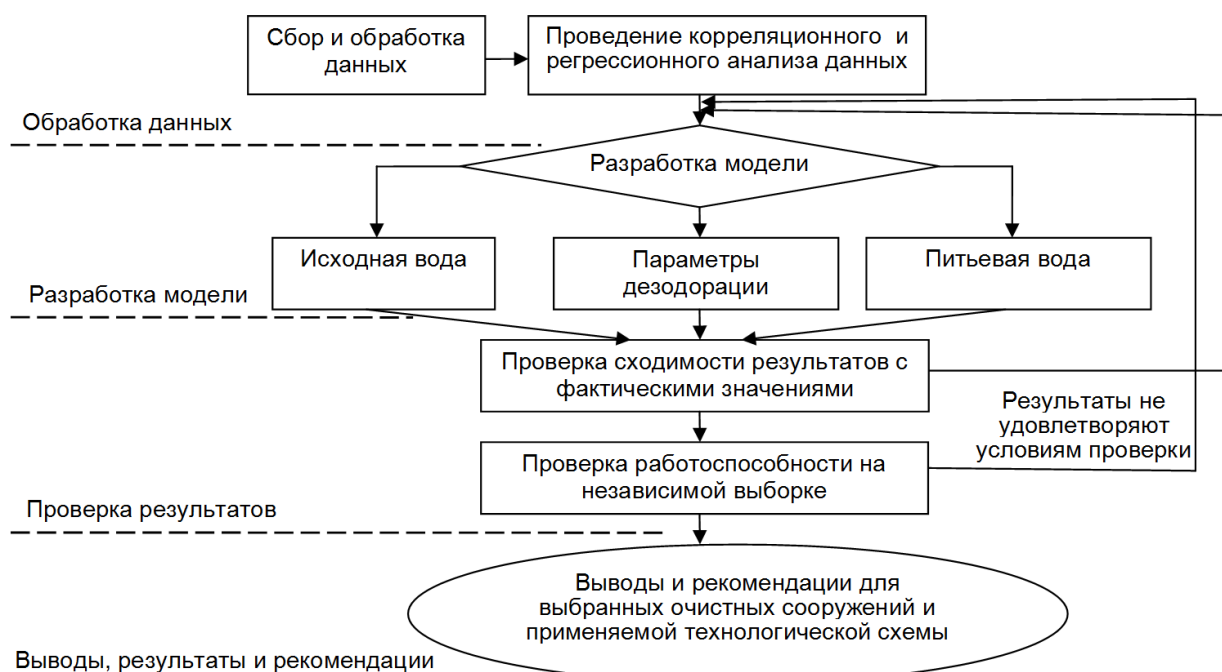 Сбор и обработка
данных
Проведение корреляционного и
регрессионного анализа данных
Обработка данных
Разработка модели
Исходная вода
Параметры
дезодорации
Питьевая вода
Разработка модели
Проверка сходимости результатов с
фактическими значениями
Результаты не
удовлетворяют
условиям проверки
Проверка работоспособности на
независимой выборке
Проверка результатов
Выводы и рекомендации для
выбранных очистных сооружений и
применяемой технологической схемы
Выводы, результаты и рекомендации